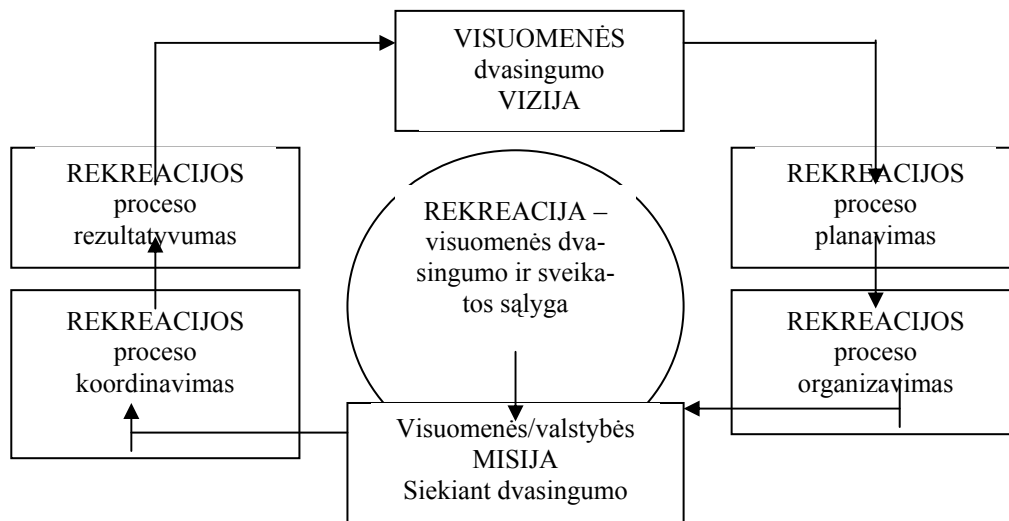 VISUOMENĖS
dvasingumo
VIZIJA
REKREACIJOS
proceso
rezultatyvumas
REKREACIJA –
visuomenės dva-
singumo ir sveika-
tos sąlyga
REKREACIJOS
proceso
planavimas
REKREACIJOS
proceso
koordinavimas
REKREACIJOS
proceso
organizavimas
Visuomenės/valstybės
MISIJA
Siekiant dvasingumo